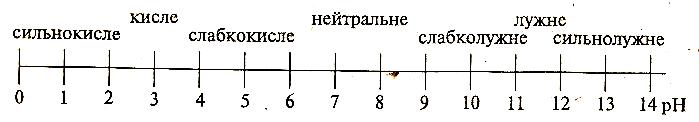 кисле нейтральне лужне
сильнокисле слабкокисле слаболужне сильнолужне
0 1 2 3 4 5 6 7 8 9 10 11 12 13 14 pH